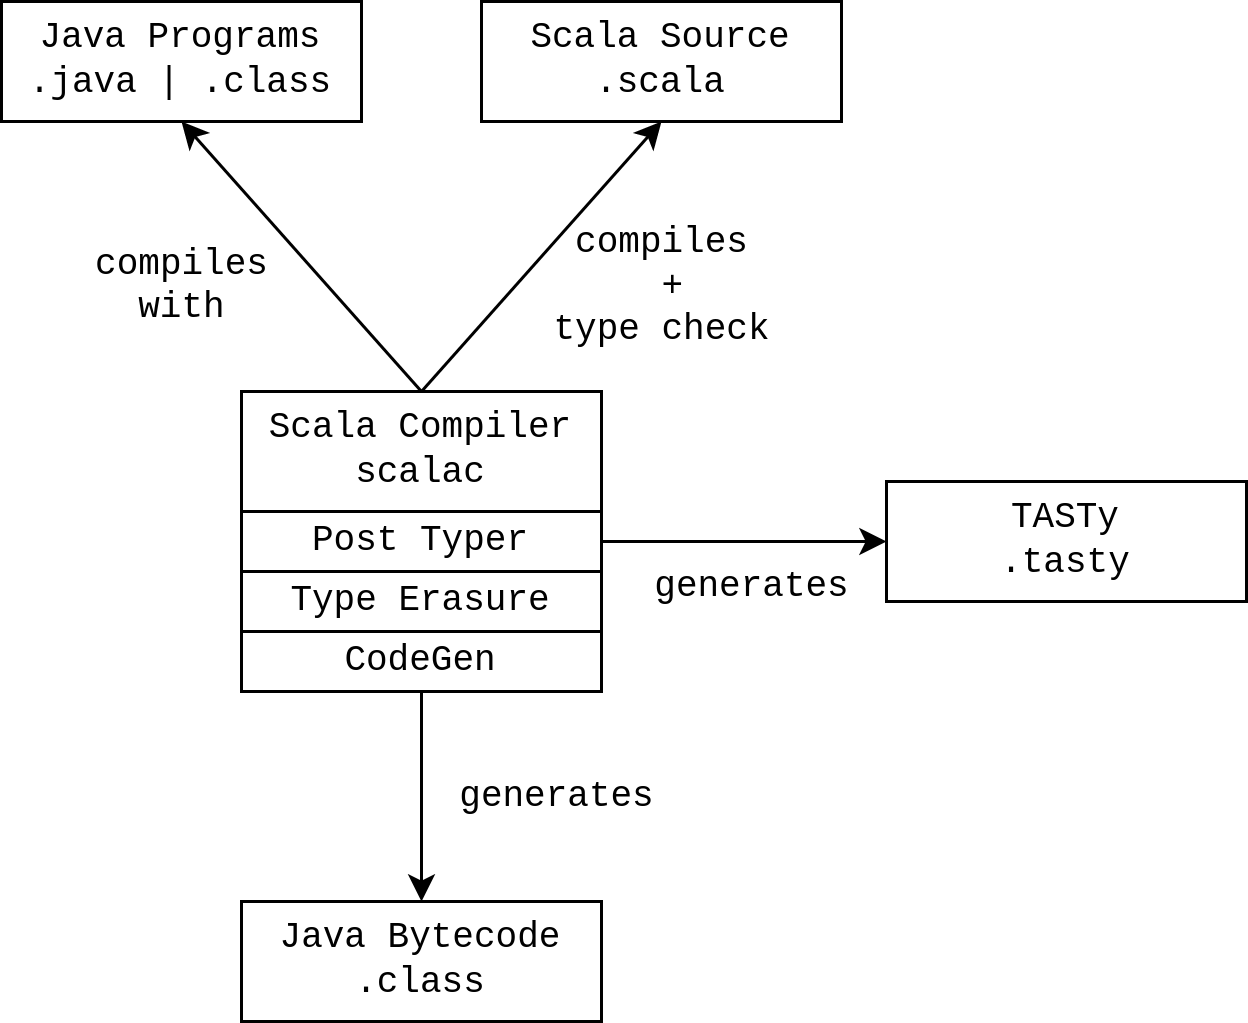 Java Programs
.java | .class
Scala Source
.scala
compiles
with
compiles
+
type check
Scala Compiler
scalac
Post Typer
Type Erasure
CodeGen
generates
TASTy
.tasty
generates
Java Bytecode
.class